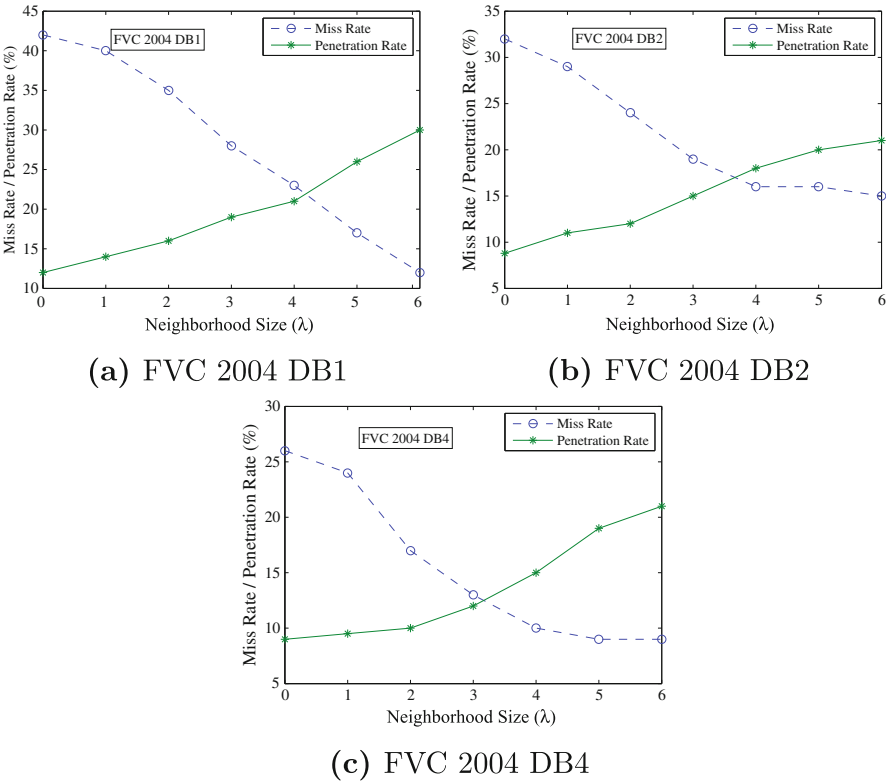 Miss Rate / Penetration Rate (%)
45
40
35
30
25
20
15
10
0 1 2 3 4 5 6
FVC 2004 DB1
Miss Rate
Penetration Rate
Neighborhood Size (λ)
(a) FVC 2004 DB1
Miss Rate / Penetration Rate (%)
35
30
25
20
15
10
5
0 1 2 3 4 5 6
FVC 2004 DB2
Miss Rate
Penetration Rate
Neighborhood Size (λ)
(b) FVC 2004 DB2
Miss Rate / Penetration Rate (%)
30
25
20
15
10
5
0 1 2 3 4 5 6
FVC 2004 DB4
Miss Rate
Penetration Rate
Neighborhood Size (λ)
(c) FVC 2004 DB4